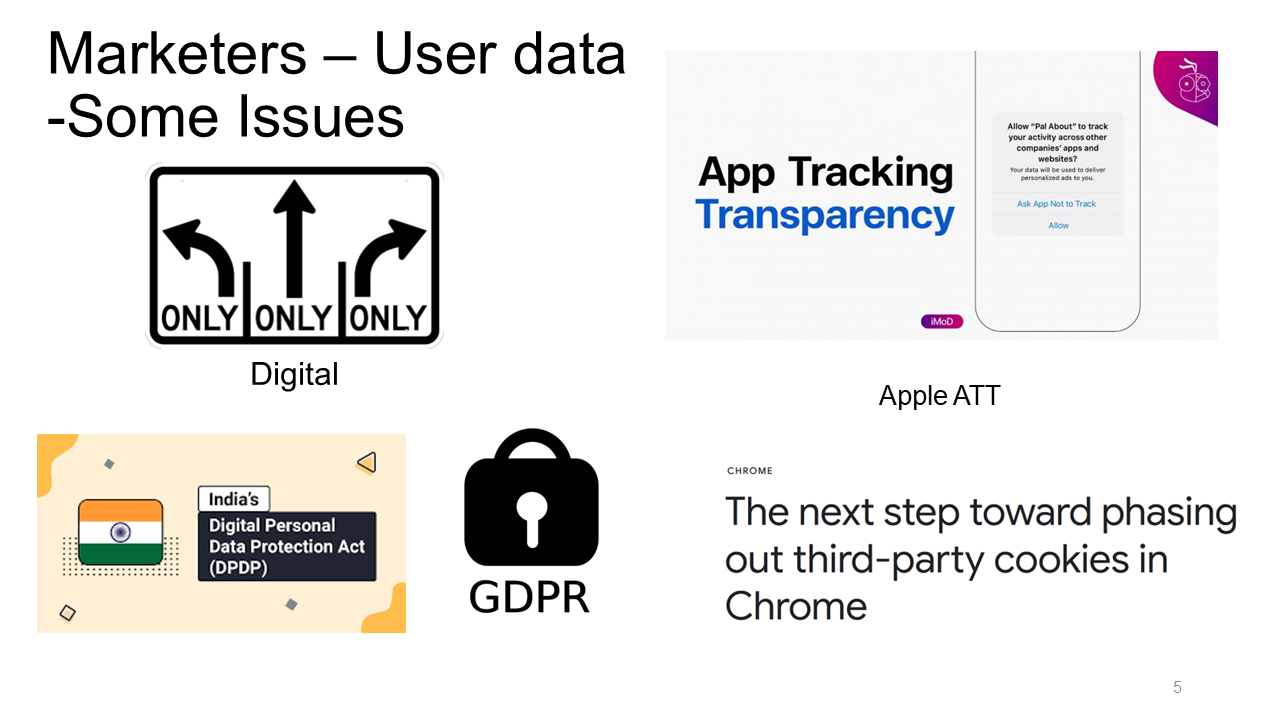 Marketers – User data
-Some Issues
ONLY ONLY ONLY
Digital
App Tracking
Transparency
Allow “Pal About” to track
your activity across other
companies’ apps and
websites?
Your data will be used to deliver
personalized ads to you.
Ask App Not to Track
Allow
iMoD
Apple ATT
India’s
Digital Personal
Data Protection Act
(DPDP)
GDPR
CHROME
The next step toward phasing
out third-party cookies in
Chrome
5